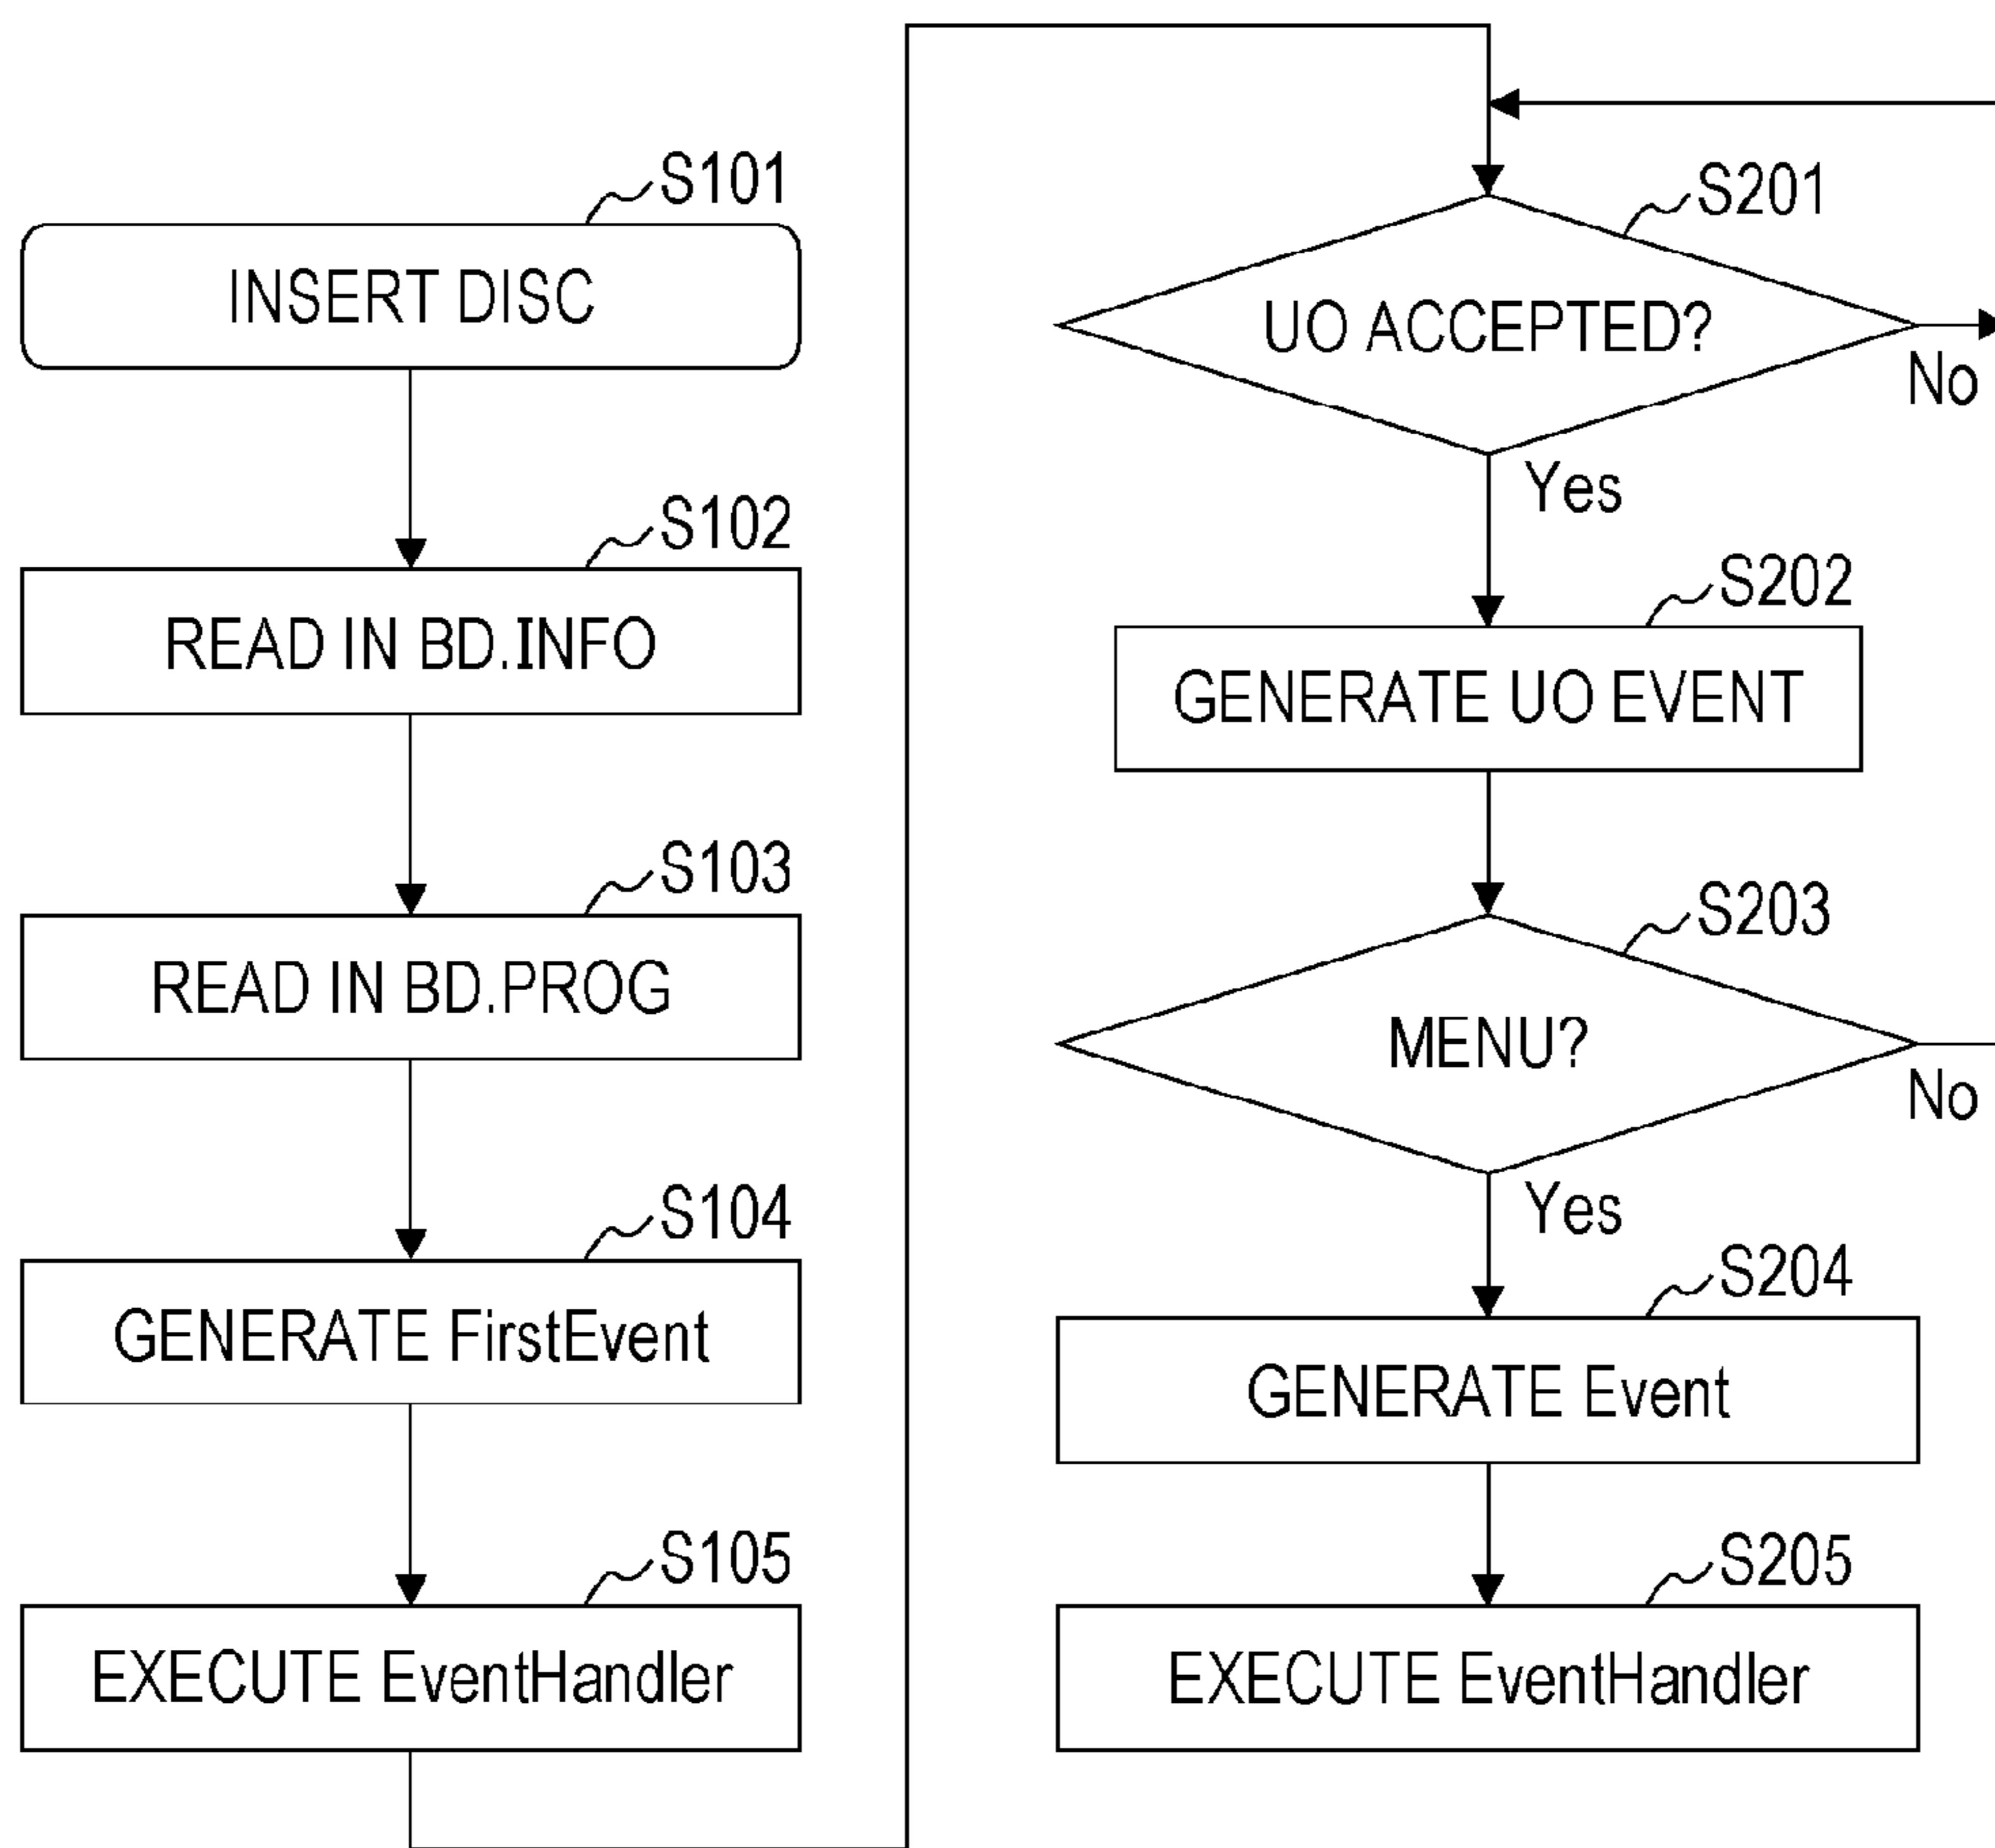 S101
INSERT DISC
S102
READ IN BD.INFO
S103
READ IN BD.PROG
S104
GENERATE FirstEvent
S105
EXECUTE EventHandler
S201
UO ACCEPTED?
No
Yes
S202
GENERATE UO EVENT
S203
MENU?
No
Yes
S204
GENERATE Event
S205
EXECUTE EventHandler